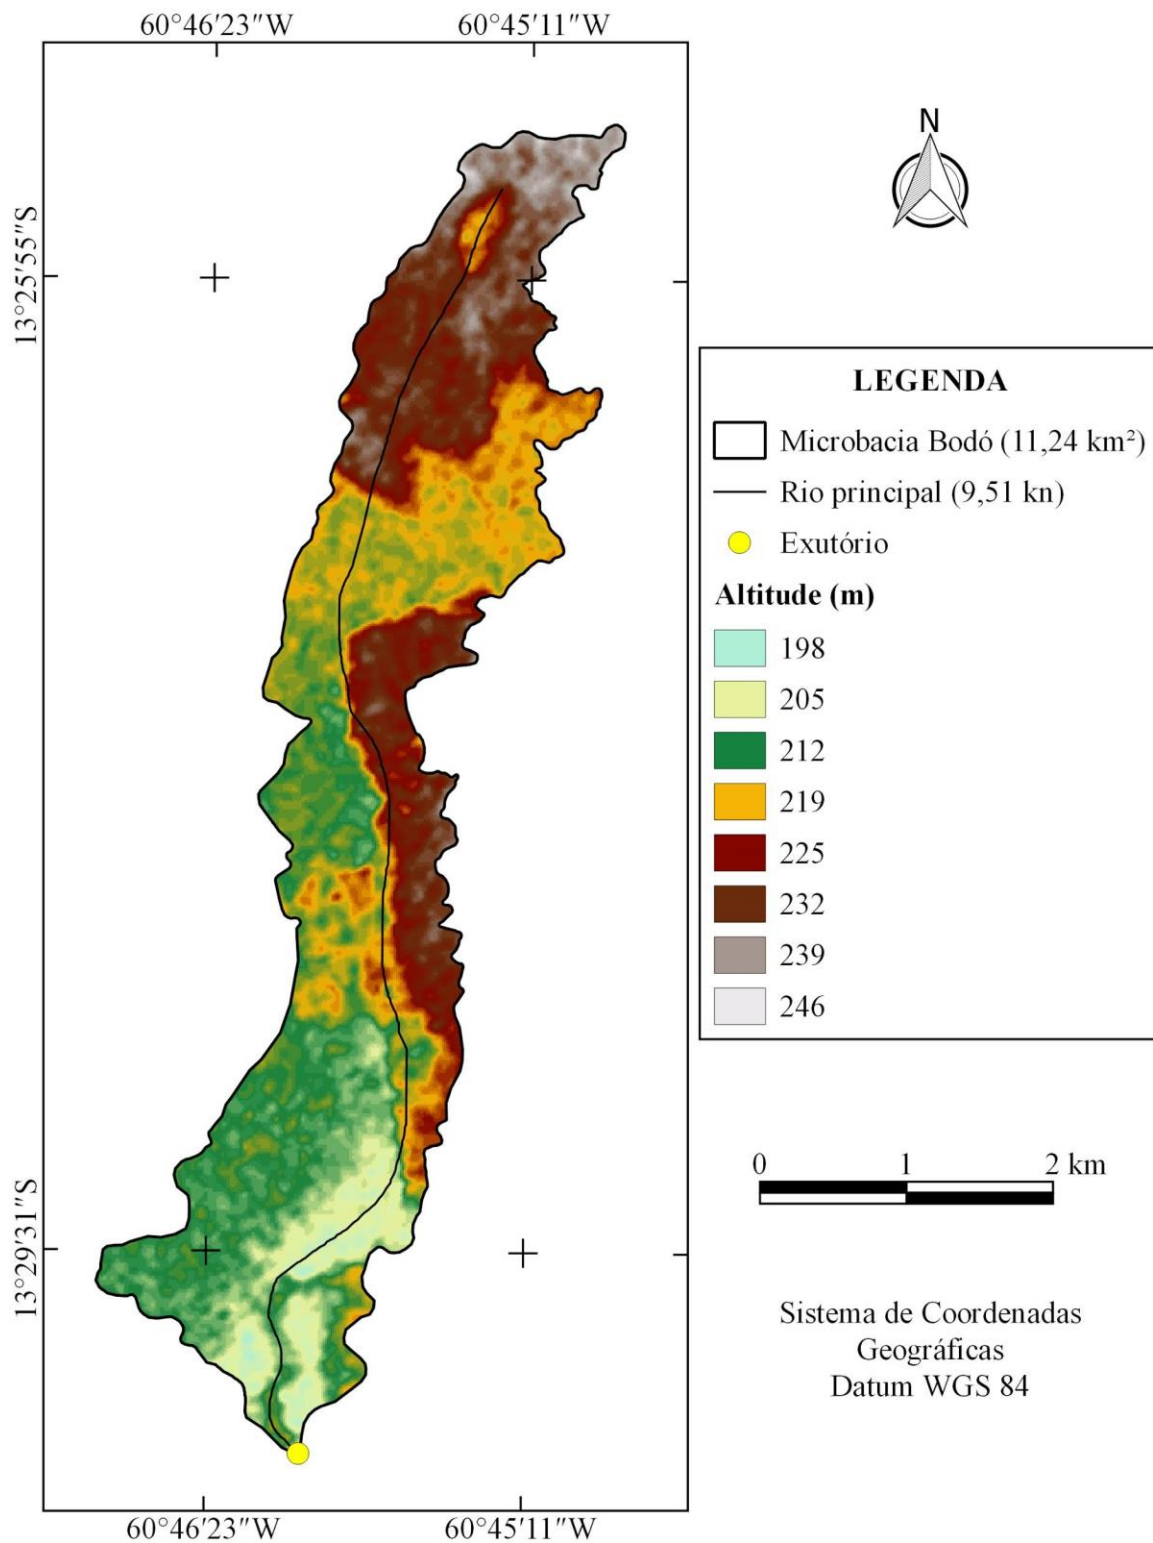 60°46'23"W
60°45'11"W
N
13°25'55"S
LEGENDA
Microbacia Bodó (11,24 km²)
Rio principal (9,51 kn)
Exutório
Altitude (m)
198
205
212
219
225
232
239
246
0 1 2 km
13°29'31"S
Sistema de Coordenadas
Geográficas
Datum WGS 84
60°46'23"W
60°45'11"W